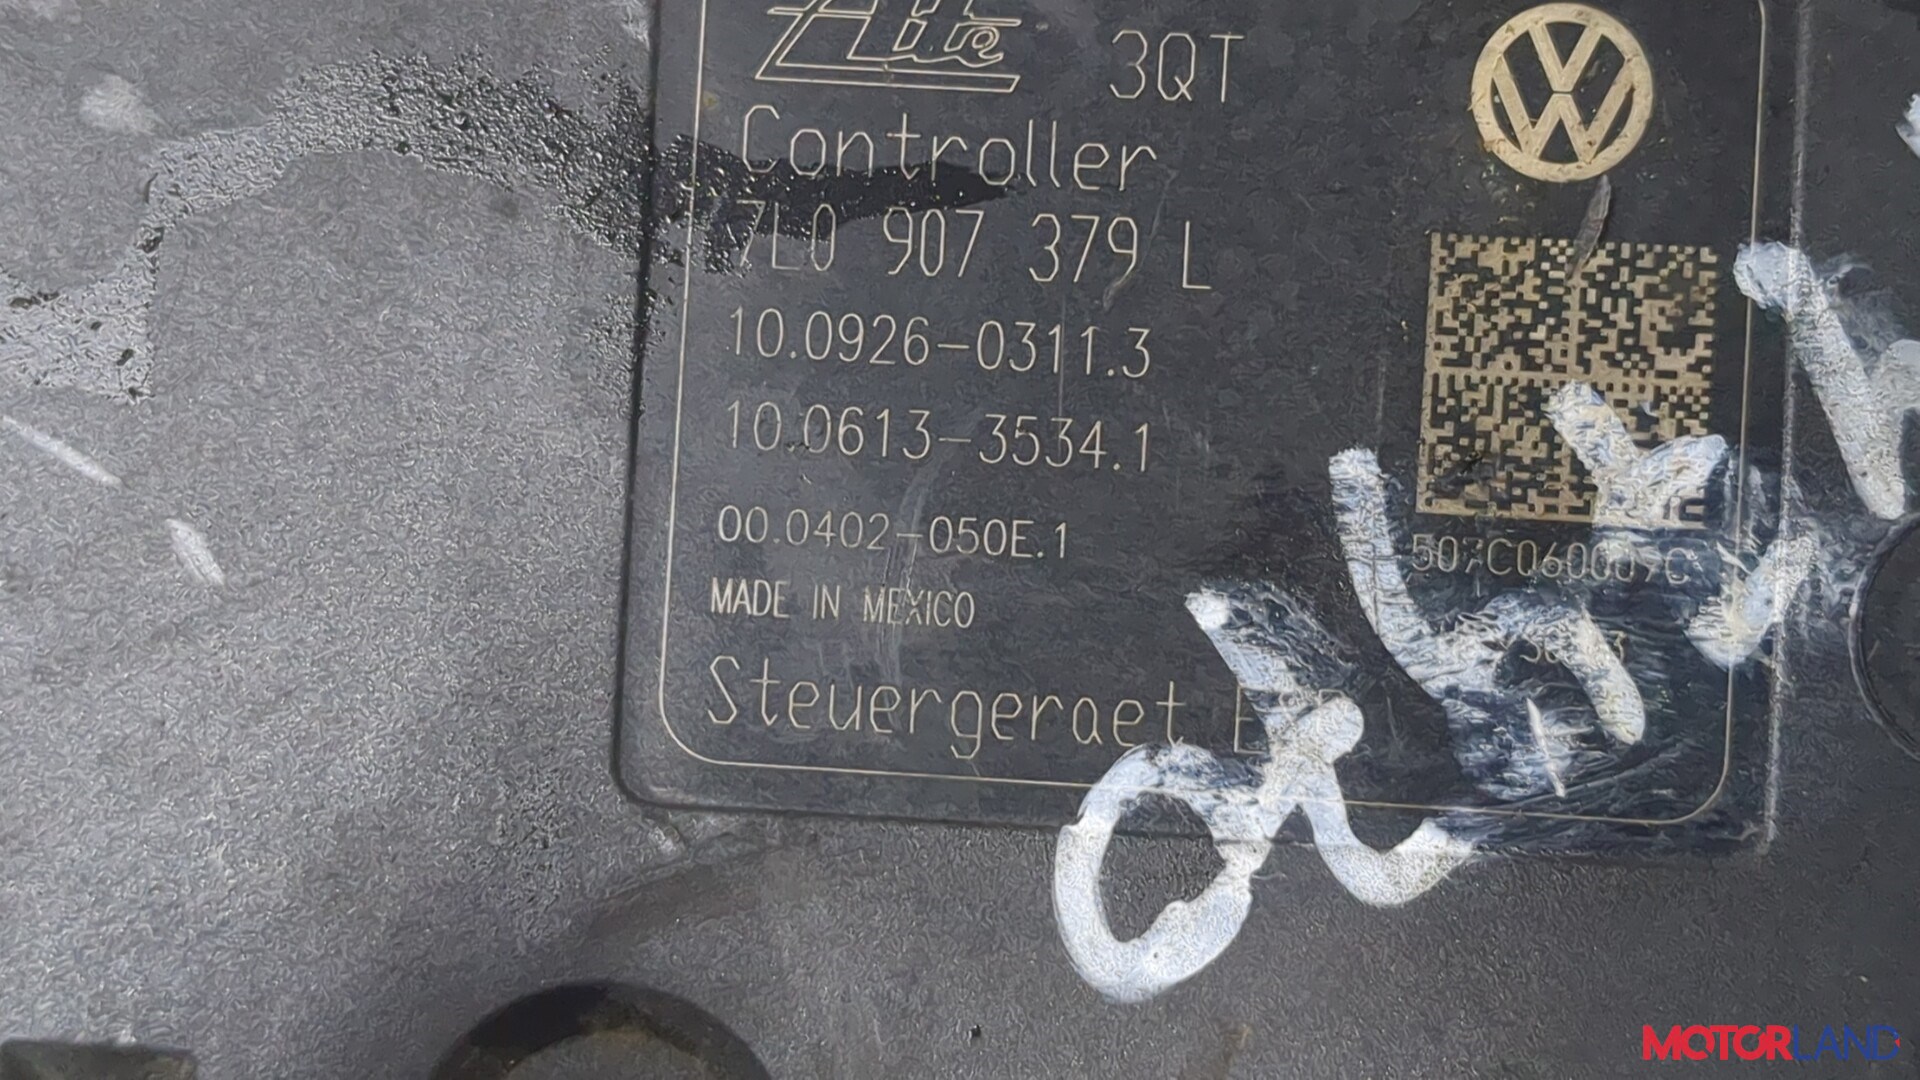 Ate 3QT
Controller
7L0 907 379 L
10.0926-0311.3
10.0613-3534.1
00.0402-050E.1
507C060009C
MADE IN MEXICO
Steuergeraet
MOTORLAND